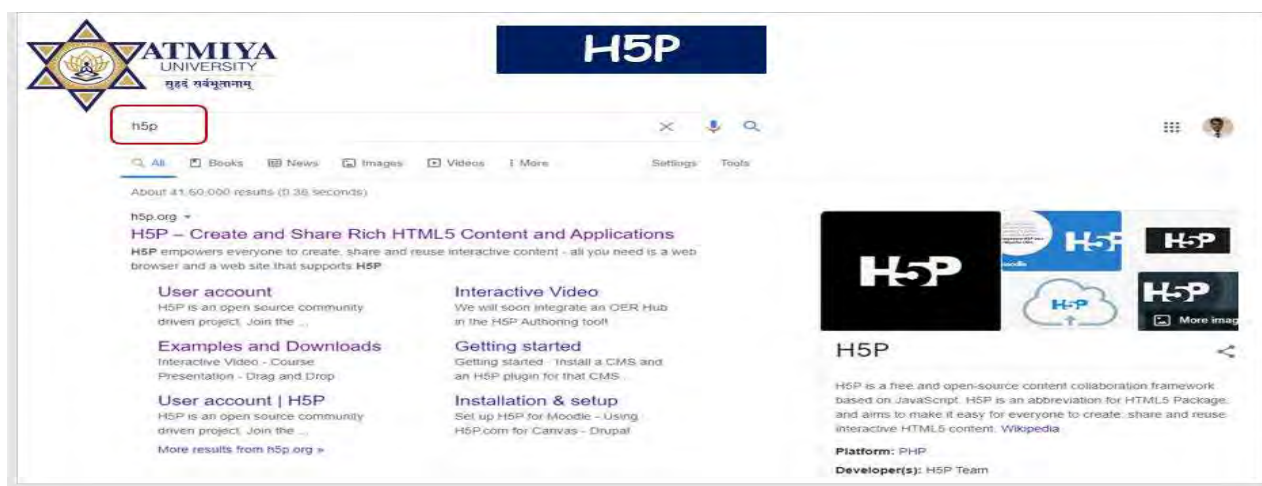 ATMIYA
UNIVERSITY
सुहृदं सर्वभूतानाम्
H5P
h5p
All Books News Images Videos More Settings Tools
About 41,60,000 results (0.36 seconds)
h5p.org
H5P – Create and Share Rich HTML5 Content and Applications
H5P empowers everyone to create, share and reuse interactive content - all you need is a web
browser and a web site that supports H5P
User account
H5P is an open source community
driven project. Join the ...
Interactive Video
We will soon integrate an OER Hub
in the H5P Authoring tool!
Examples and Downloads
Interactive Video - Course
Presentation - Drag and Drop
Getting started
Getting started · Install a CMS and
an H5P plugin for that CMS
User account | H5P
H5P is an open source community
driven project. Join the ...
Installation & setup
Set up H5P for Moodle - Using
H5P.com for Canvas - Drupal
More results from h5p.org »
H5P
H5P
H5P
H5P
H5P
moodle
More imag
H5P
H5P is a free and open-source content collaboration framework
based on JavaScript. H5P is an abbreviation for HTML5 Package,
and aims to make it easy for everyone to create, share and reuse
interactive HTML5 content. Wikipedia
Platform: PHP
Developer(s): H5P Team